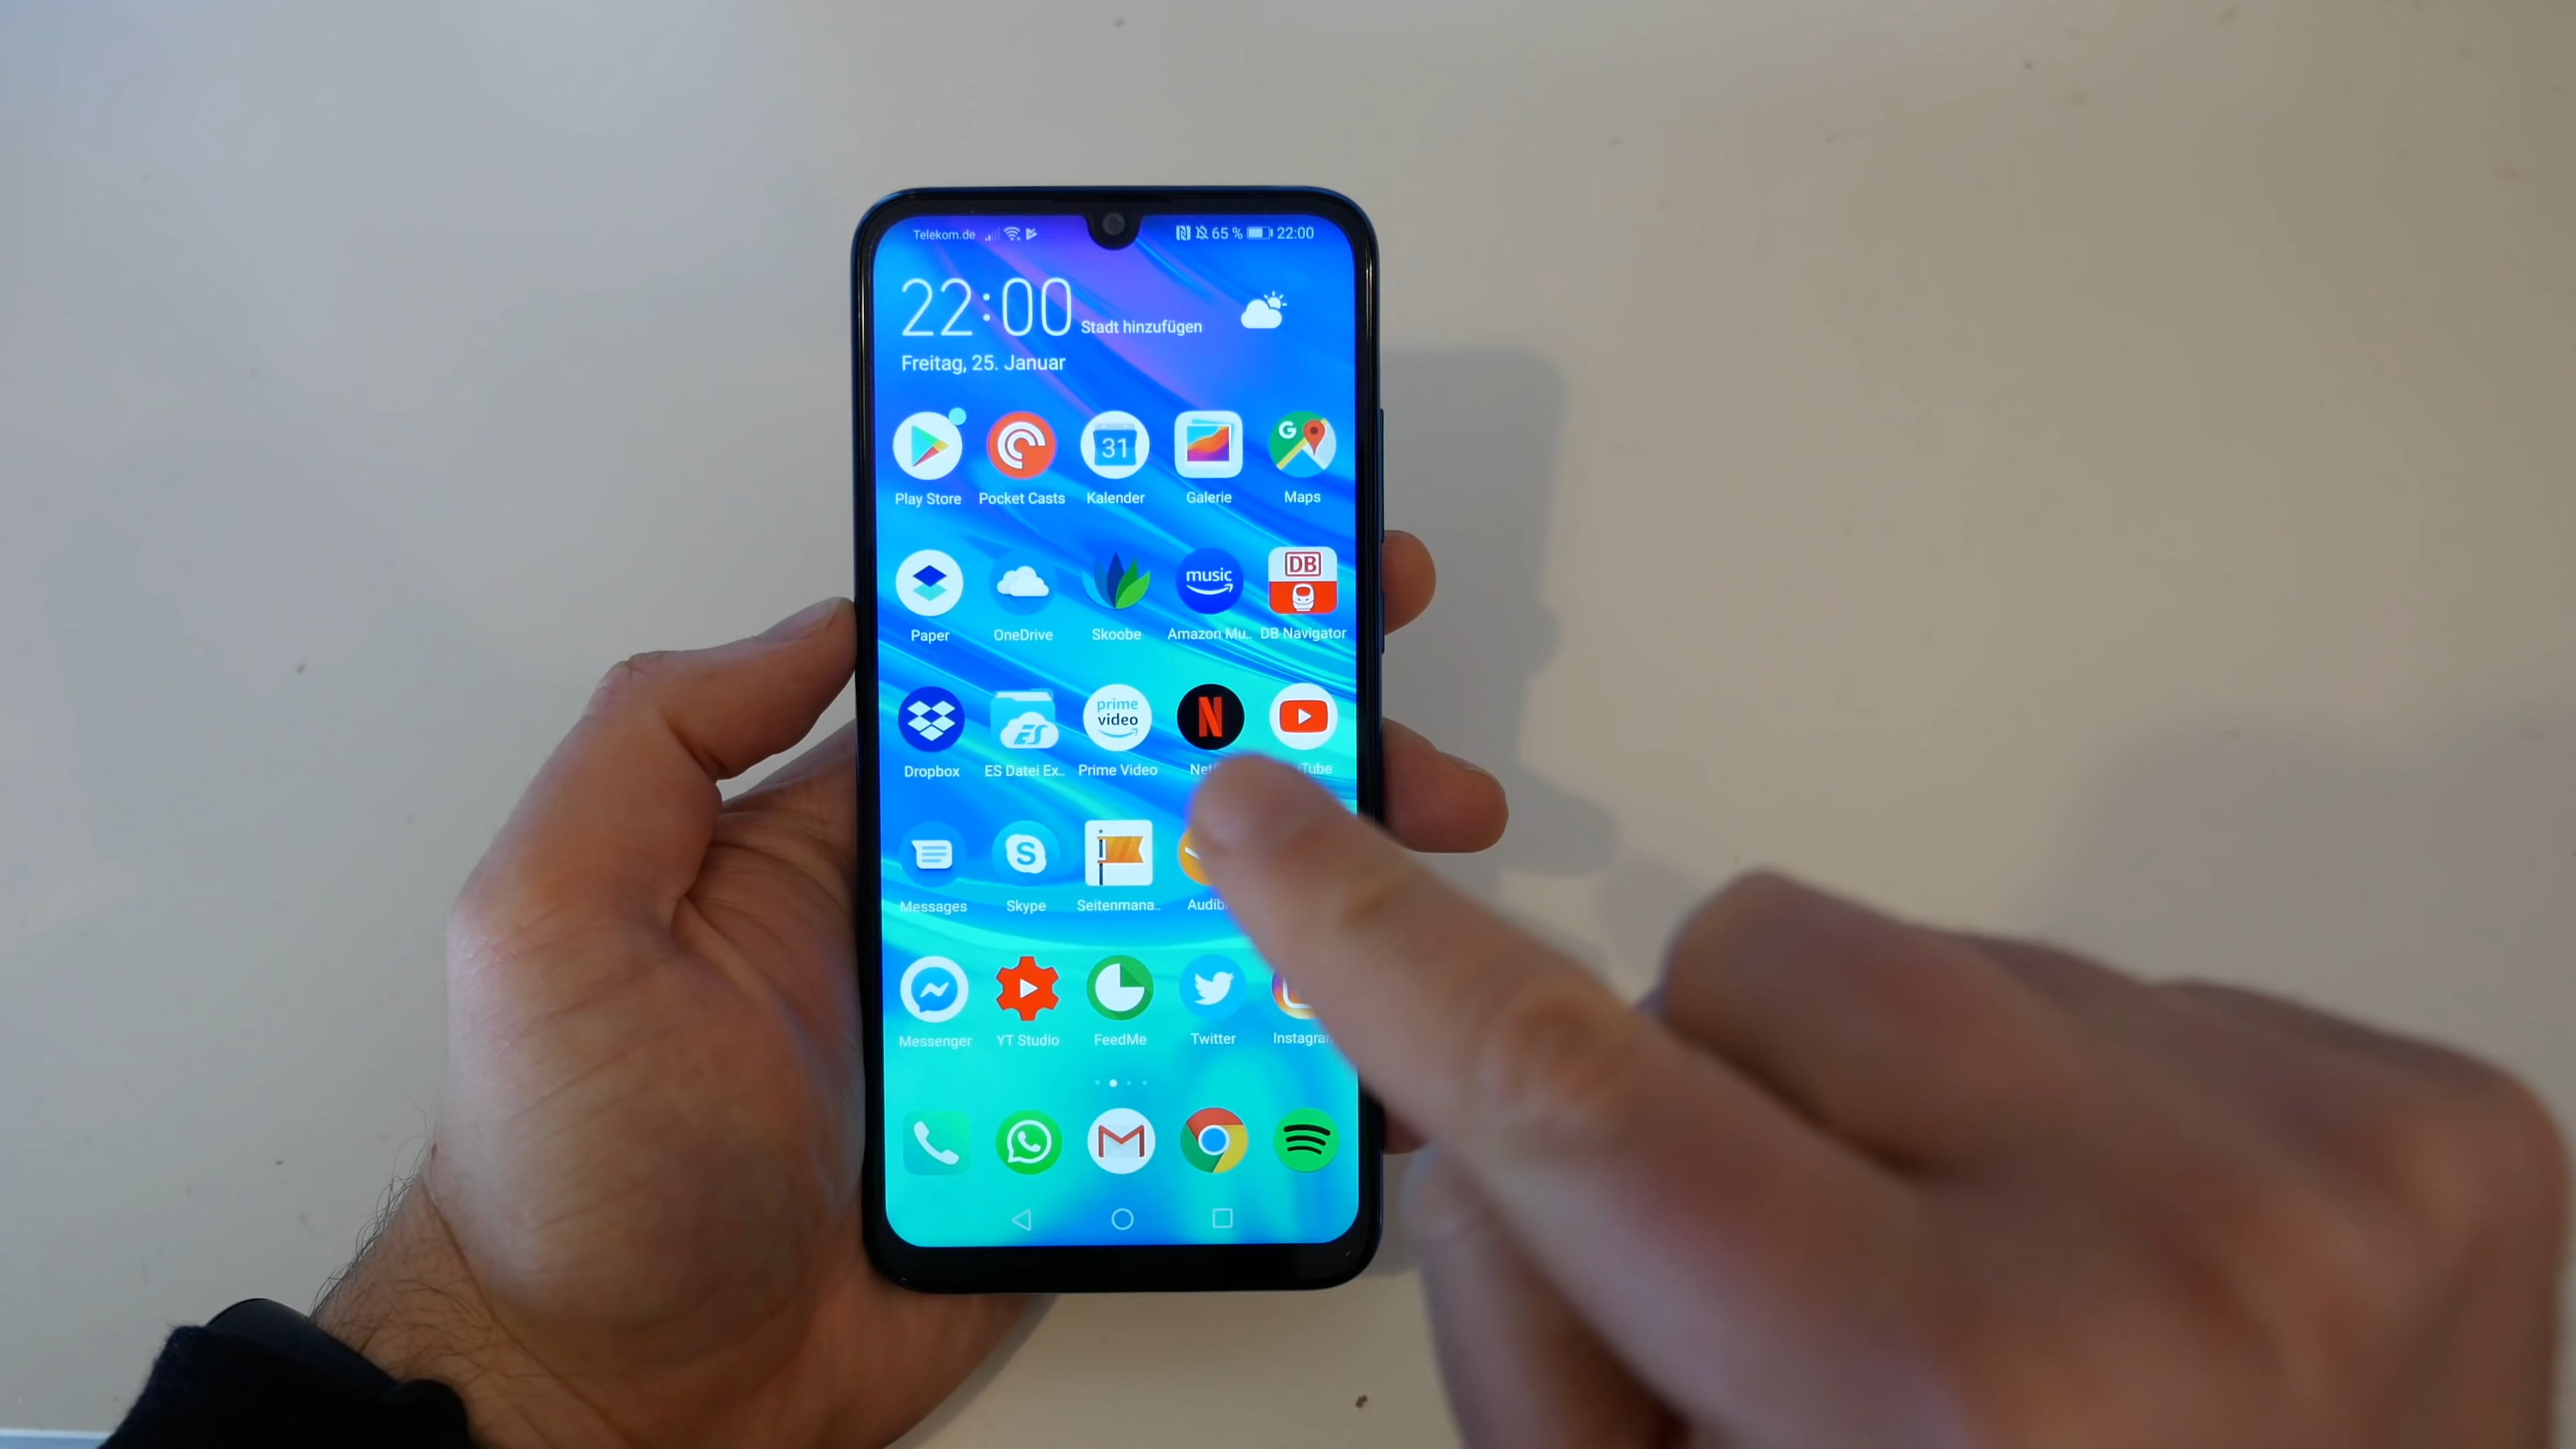 Telekom.de 65 % 22:00
22:00 Stadt hinzufügen
Freitag, 25. Januar
31 G
Play Store Pocket Casts Kalender Galerie Maps
music DB
Paper OneDrive Skoobe Amazon Mu.. DB Navigator
ES prime video N
Dropbox ES Datei Ex.. Prime Video
S
Messages Skype Seitenmana..
Messenger YT Studio FeedMe Twitter